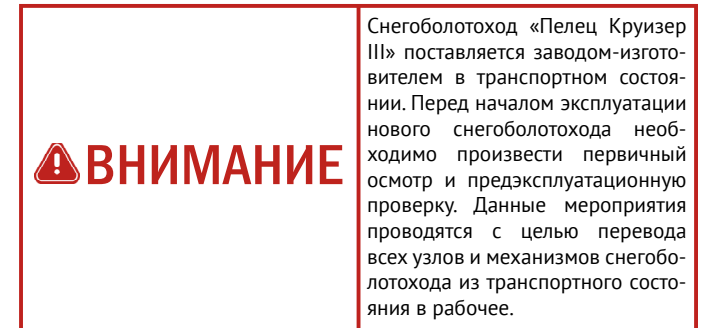 ВНИМАНИЕ
Снегоболотоход «Пелец Круизер
III» поставляется заводом-изгото-
вителем в транспортном состоя-
нии. Перед началом эксплуатации
нового снегоболотохода необ-
ходимо произвести первичный
осмотр и предэксплуатационную
проверку. Данные мероприятия
проводятся с целью перевода
всех узлов и механизмов снегобо-
лотохода из транспортного состо-
яния в рабочее.